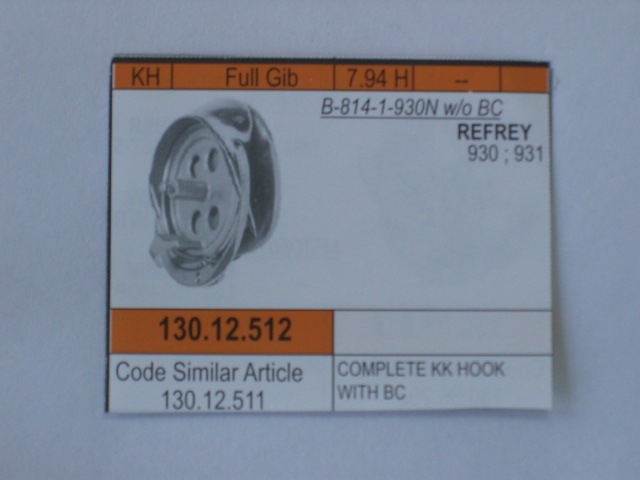 KH Full Gib 7.94 H --
B-814-1-930N w/o BC
REFREY
930 ; 931
130.12.512
Code Similar Article
130.12.511
COMPLETE KK HOOK
WITH BC